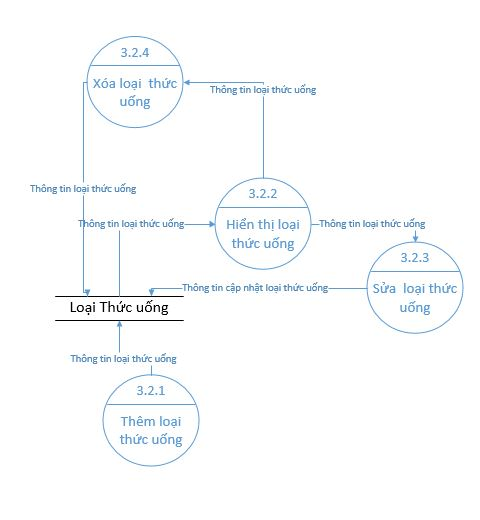 3.2.4
Xóa loại thức
uống
Thông tin loại thức uống
Thông tin loại thức uống
3.2.2
Hiển thị loại
thức uống
Thông tin loại thức uống
Thông tin loại thức uống
3.2.3
Sửa loại thức
uống
Thông tin cập nhật loại thức uống
Loại Thức uống
Thông tin loại thức uống
3.2.1
Thêm loại
thức uống